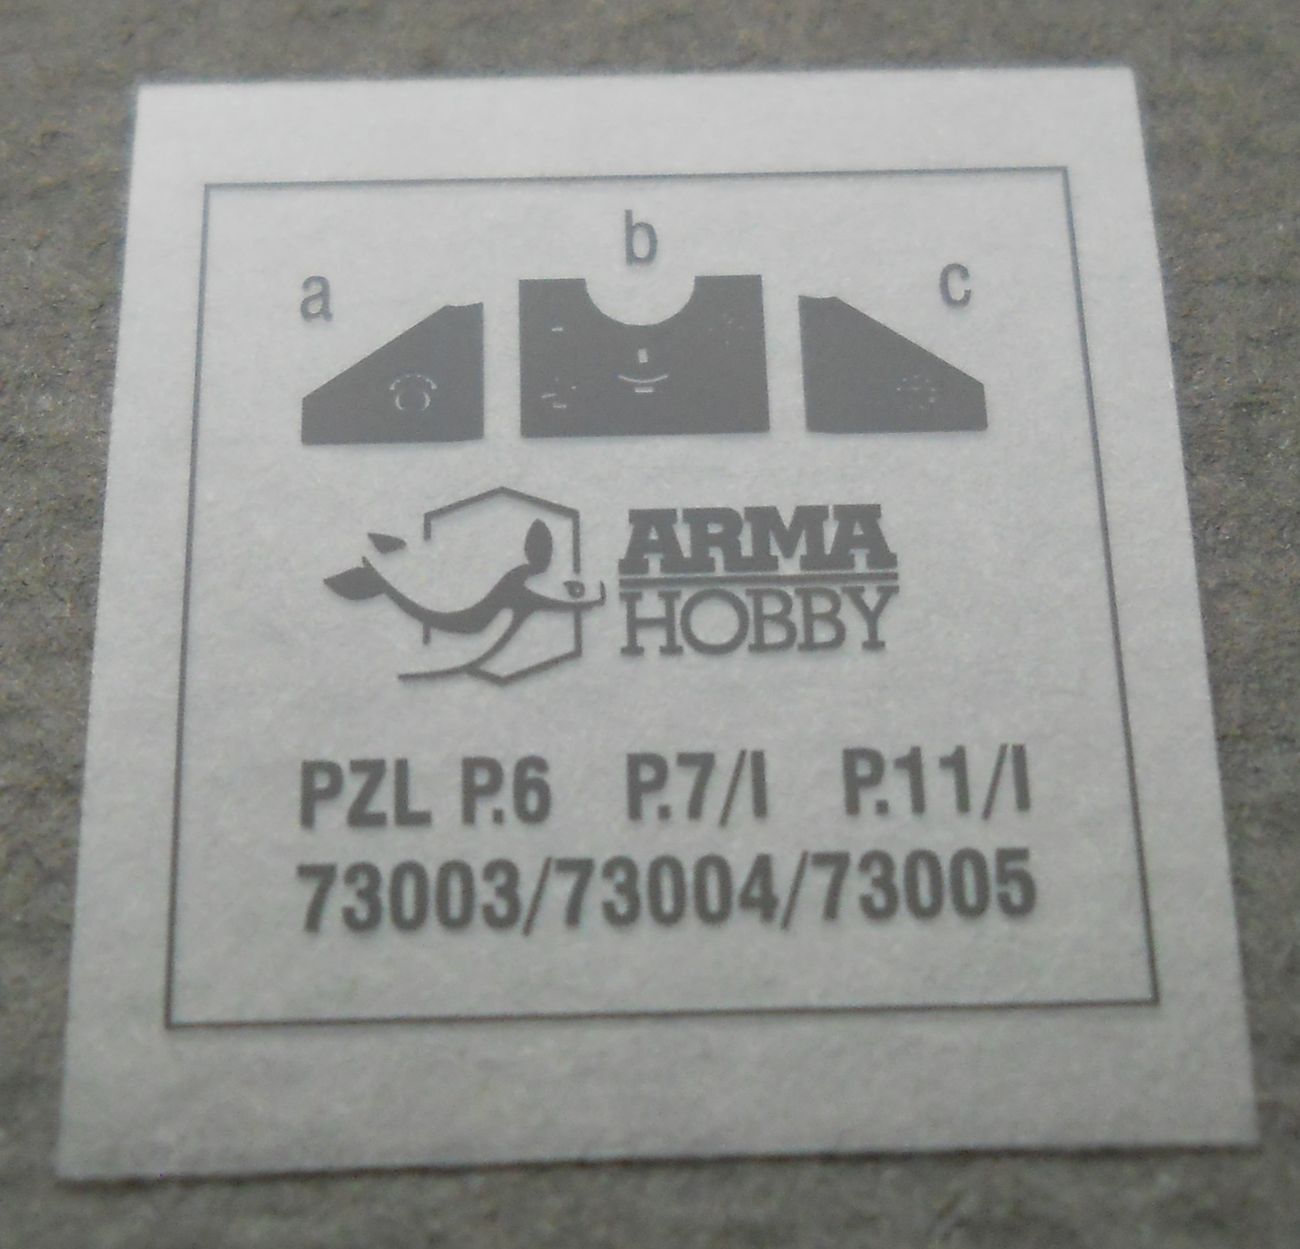 a b c
ARMA
HOBBY
PZL P.6 P.7/I P.11/I
73003/73004/73005